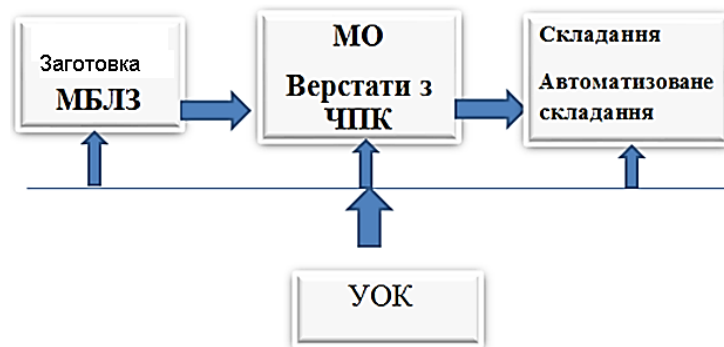 Заготовка
МБЛЗ
МО
Верстати з
ЧПК
Складання
Автоматизоване
складання
УОК